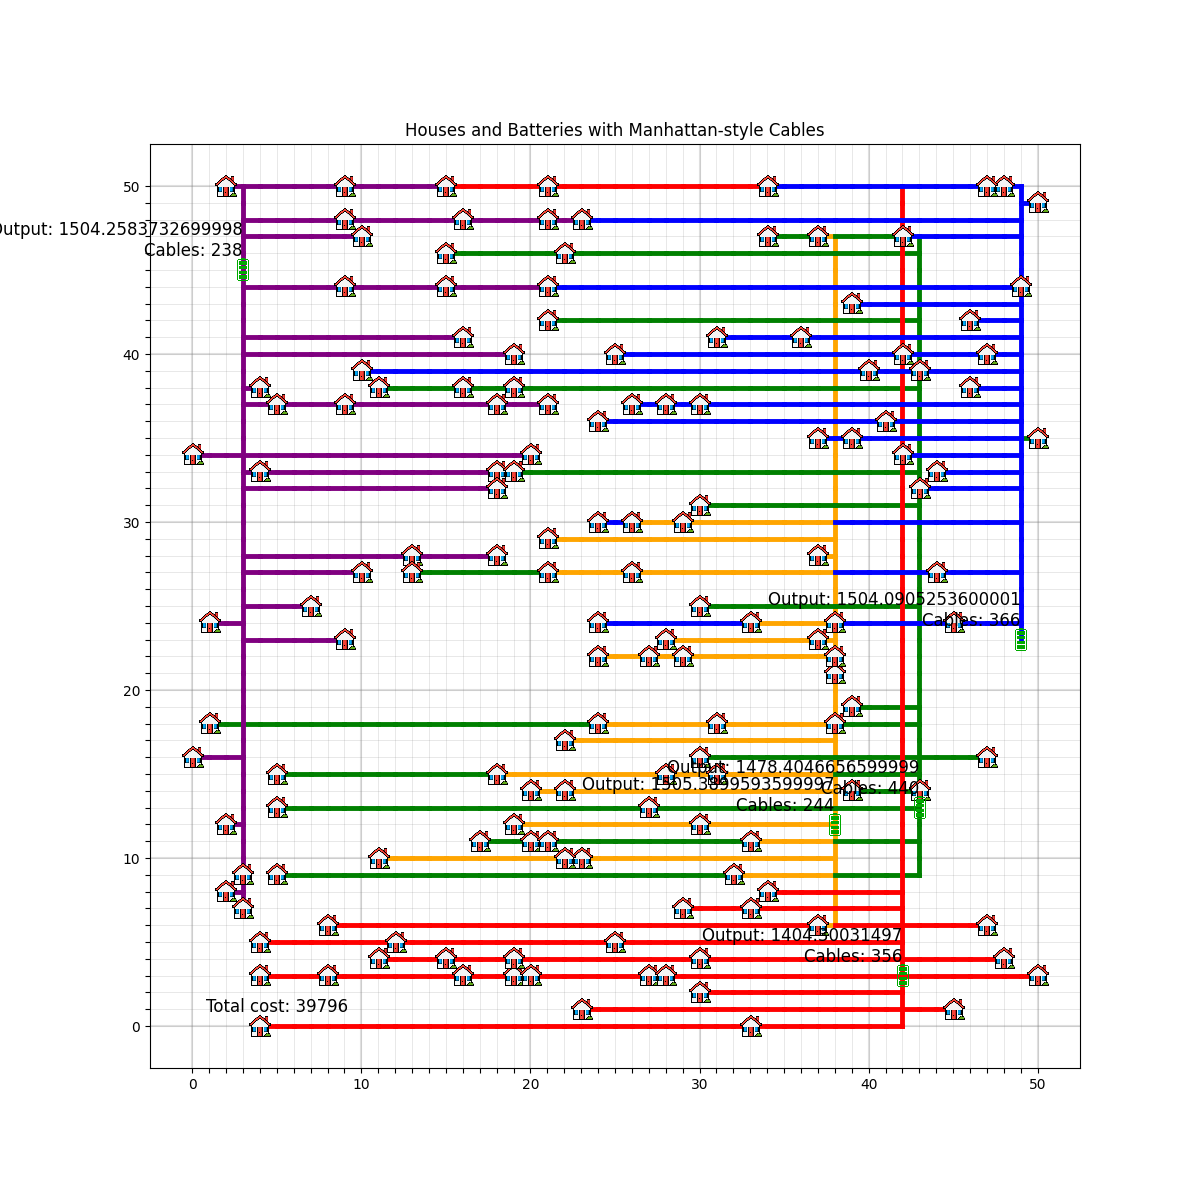 Houses and Batteries with Manhattan-style Cables
50
Output: 1504.2583732699998
Cables: 238
40
30
Output: 1504.0905253600001
Cables: 366
20
Output: 1478.4046656599999
Cables: 440
Output: 1505.3899593599997
Cables: 244
10
Output: 1404.50031497
Cables: 356
Total cost: 39796
0
0 10 20 30 40 50